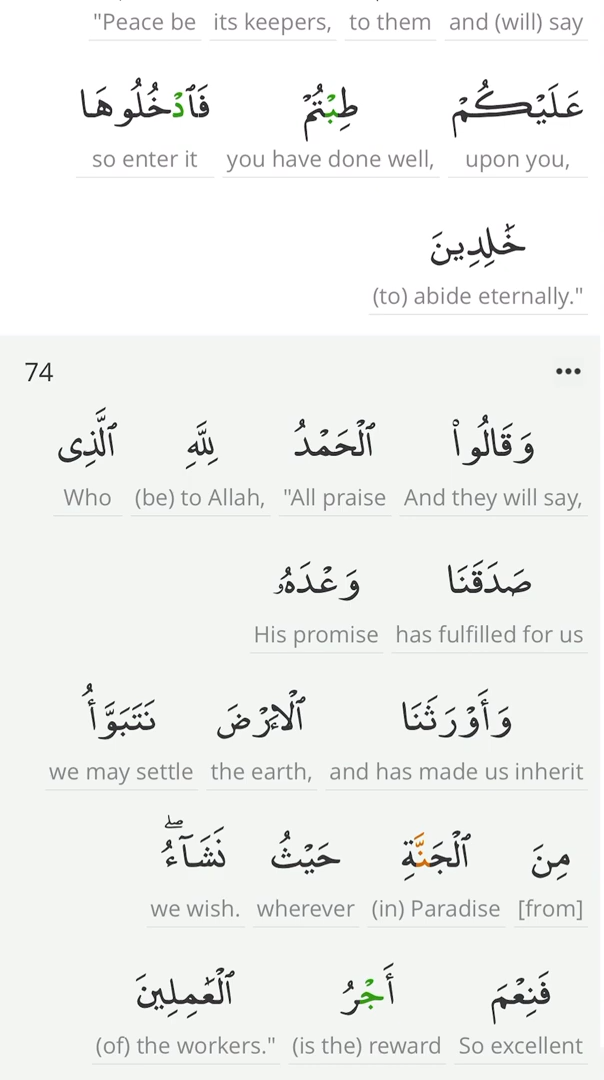 and (will) say to them its keepers, "Peace be
عَلَيْكُمْ طِبْتُمْ فَٱدْخُلُوهَا
upon you, you have done well, so enter it
خَٰلِدِينَ
(to) abide eternally."
74 •••
وَقَالُوا۟ ٱلْحَمْدُ لِلَّهِ ٱلَّذِى
And they will say, "All praise (be) to Allah, Who
صَدَقَنَا وَعْدَهُۥ
has fulfilled for us His promise
وَأَوْرَثَنَا ٱلْأَرْضَ نَتَبَوَّأُ
and has made us inherit the earth, we may settle
مِنَ ٱلْجَنَّةِ حَيْثُ نَشَآءُ ۖ
[from] (in) Paradise wherever we wish.
فَنِعْمَ أَجْرُ ٱلْعَٰمِلِينَ
So excellent (is the) reward (of) the workers."